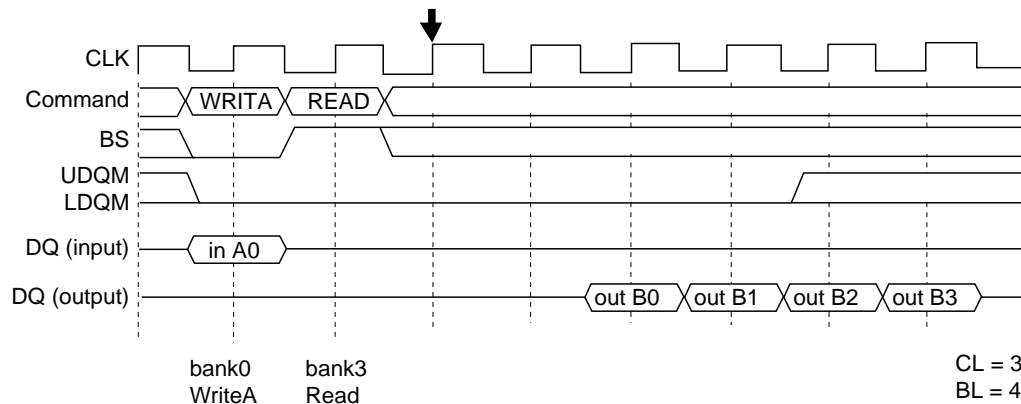 CLK
Command WRITA READ
BS
UDQM
LDQM
DQ (input) in A0
DQ (output) out B0 out B1 out B2 out B3
bank0 bank3 CL = 3
WriteA Read BL = 4